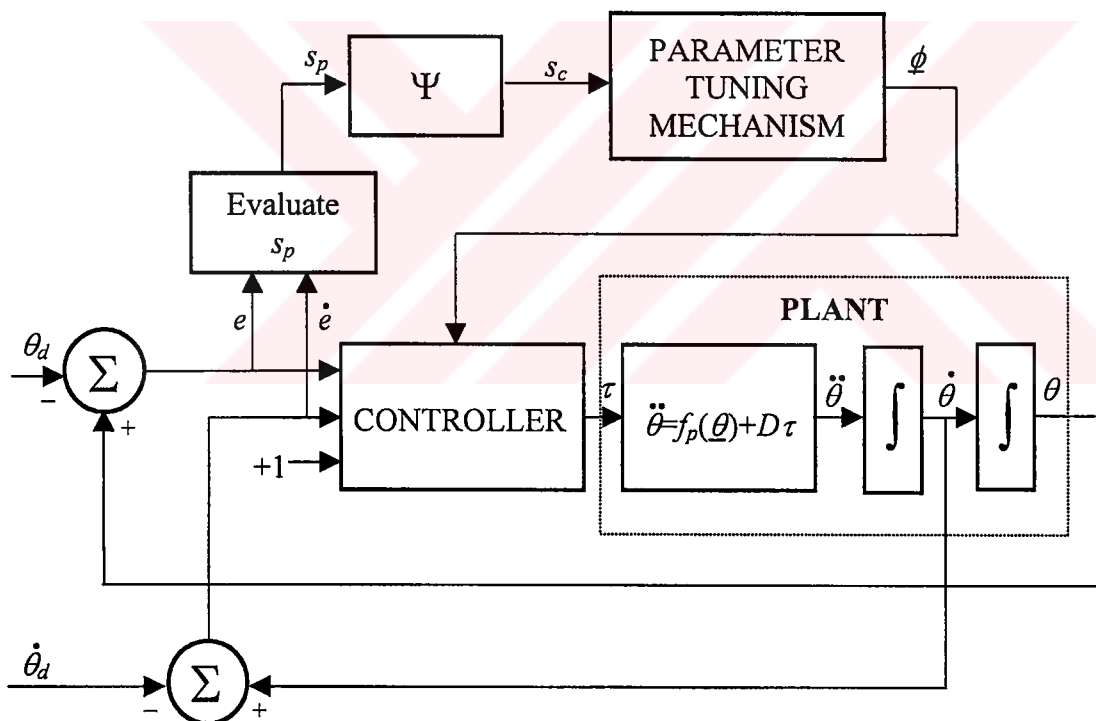 s_p
Ψ
s_c
PARAMETER
TUNING
MECHANISM
ϕ
Evaluate
s_p
e
ė
θ_d
Σ
−
+
+1
CONTROLLER
τ
PLANT
θ̈=f_p(θ)+Dτ
θ̈
∫
θ̇
∫
θ
θ̇_d
Σ
−
+